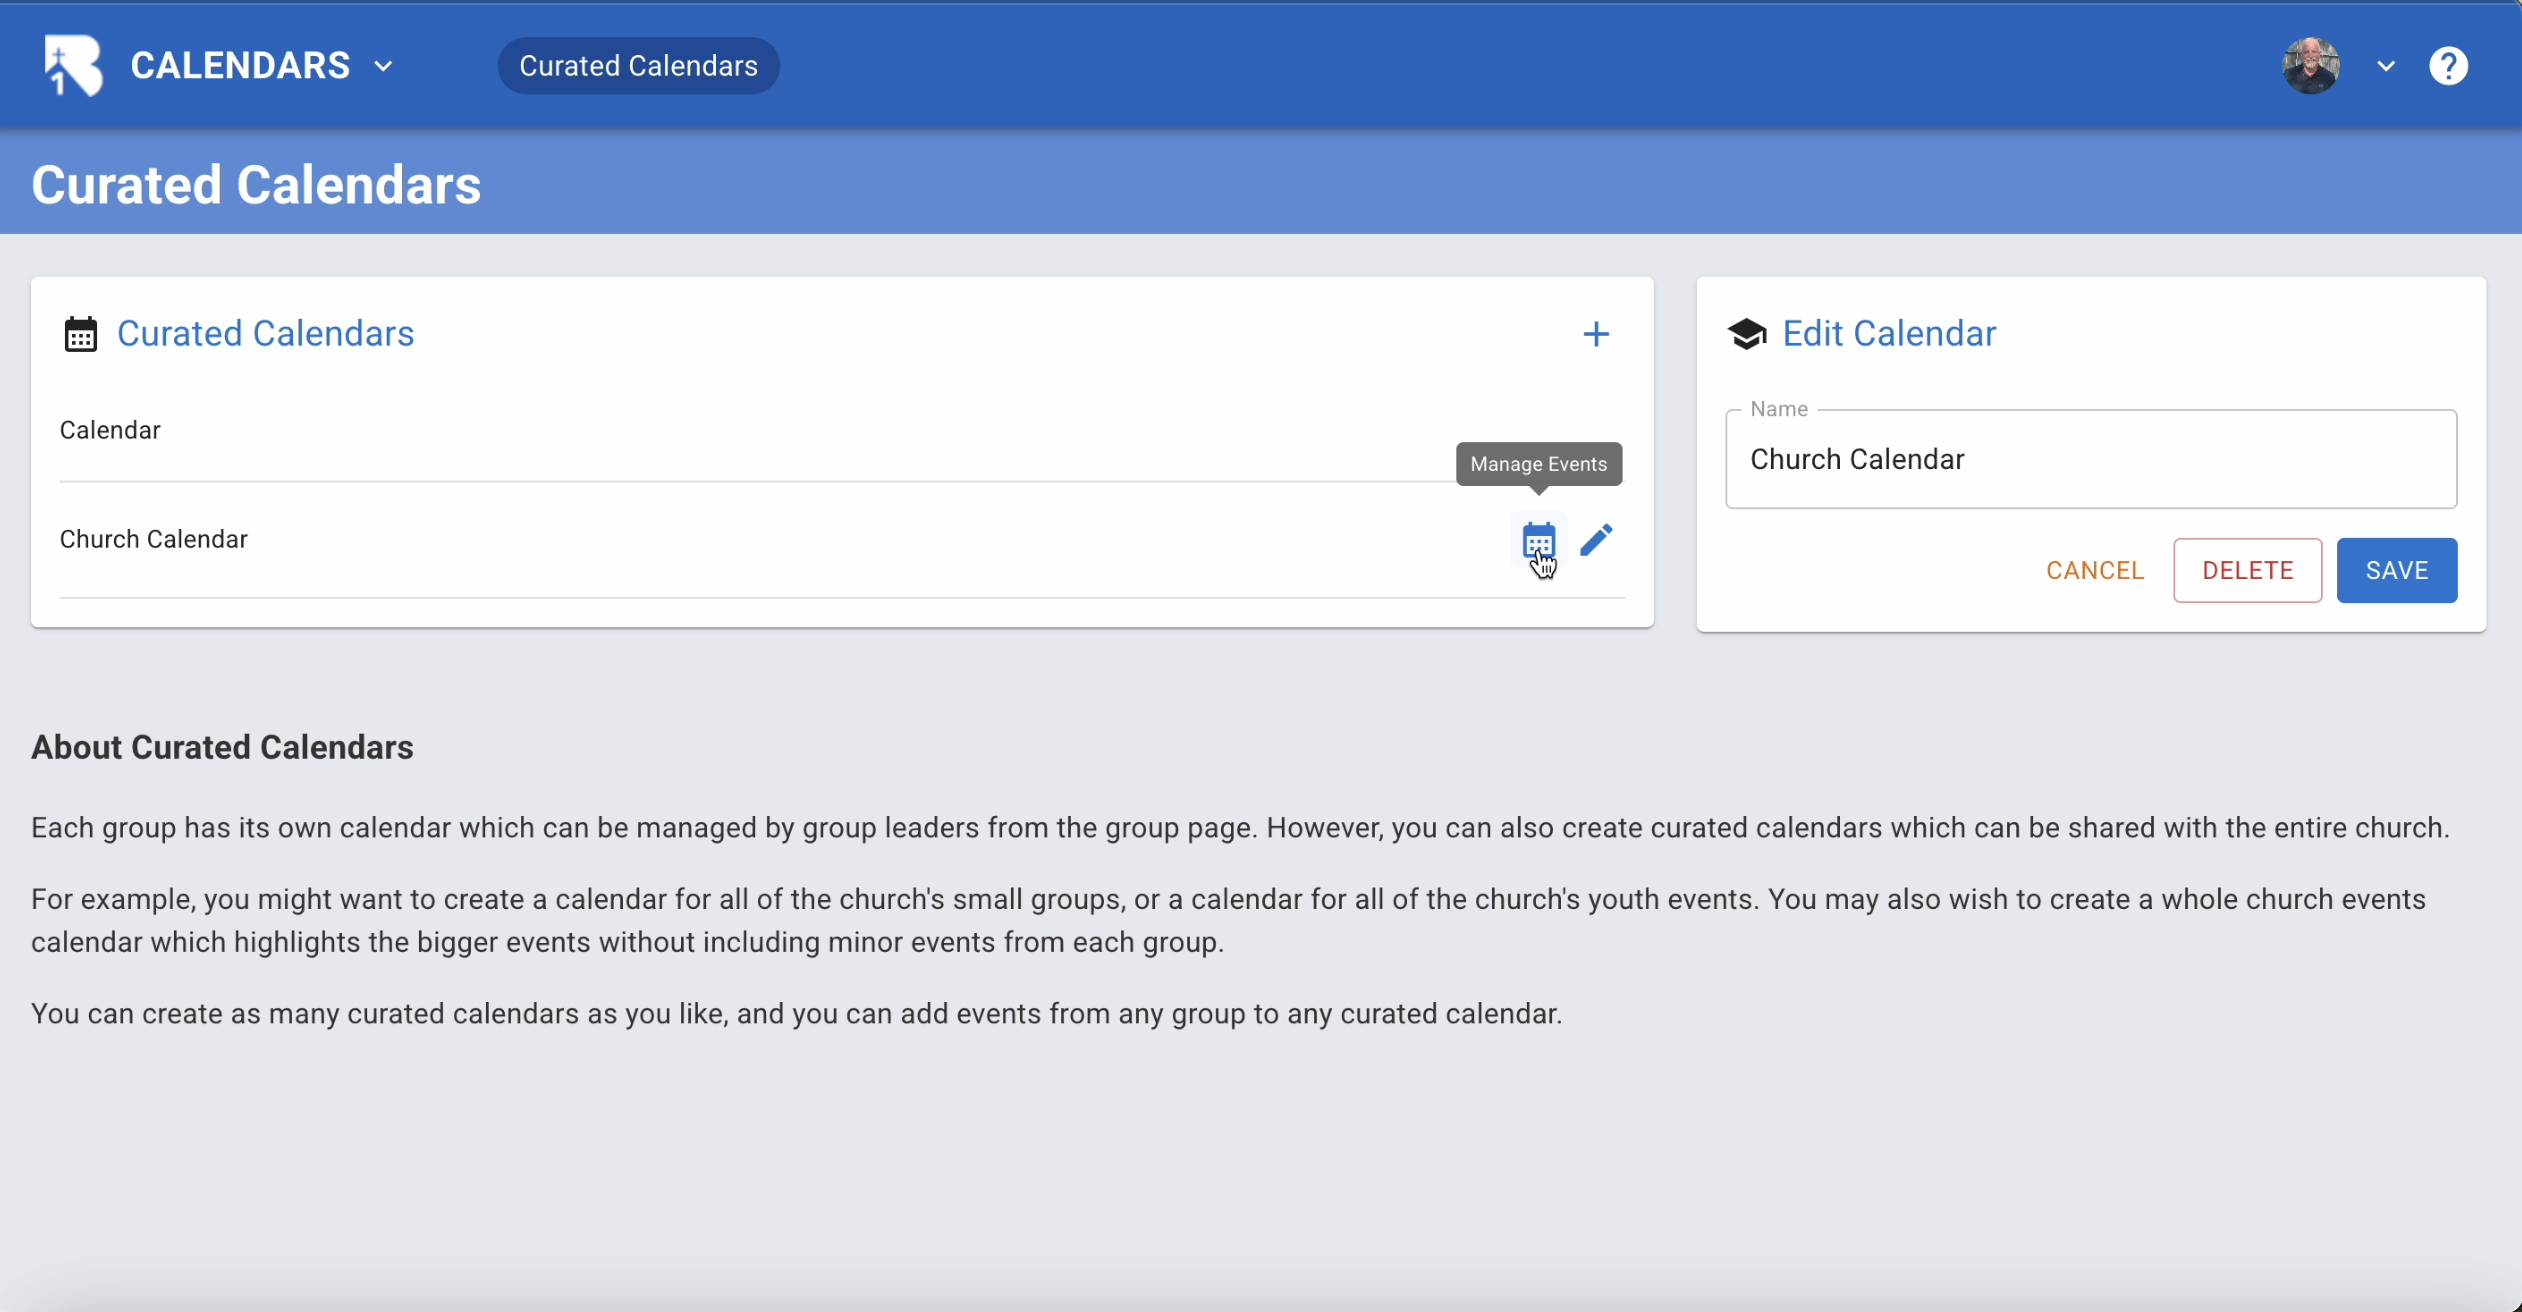 CALENDARS
Curated Calendars
?
Curated Calendars
Curated Calendars
+
Calendar
Manage Events
Church Calendar
Edit Calendar
Name
Church Calendar
CANCEL
DELETE
SAVE
About Curated Calendars
Each group has its own calendar which can be managed by group leaders from the group page. However, you can also create curated calendars which can be shared with the entire church.
For example, you might want to create a calendar for all of the church's small groups, or a calendar for all of the church's youth events. You may also wish to create a whole church events
calendar which highlights the bigger events without including minor events from each group.
You can create as many curated calendars as you like, and you can add events from any group to any curated calendar.